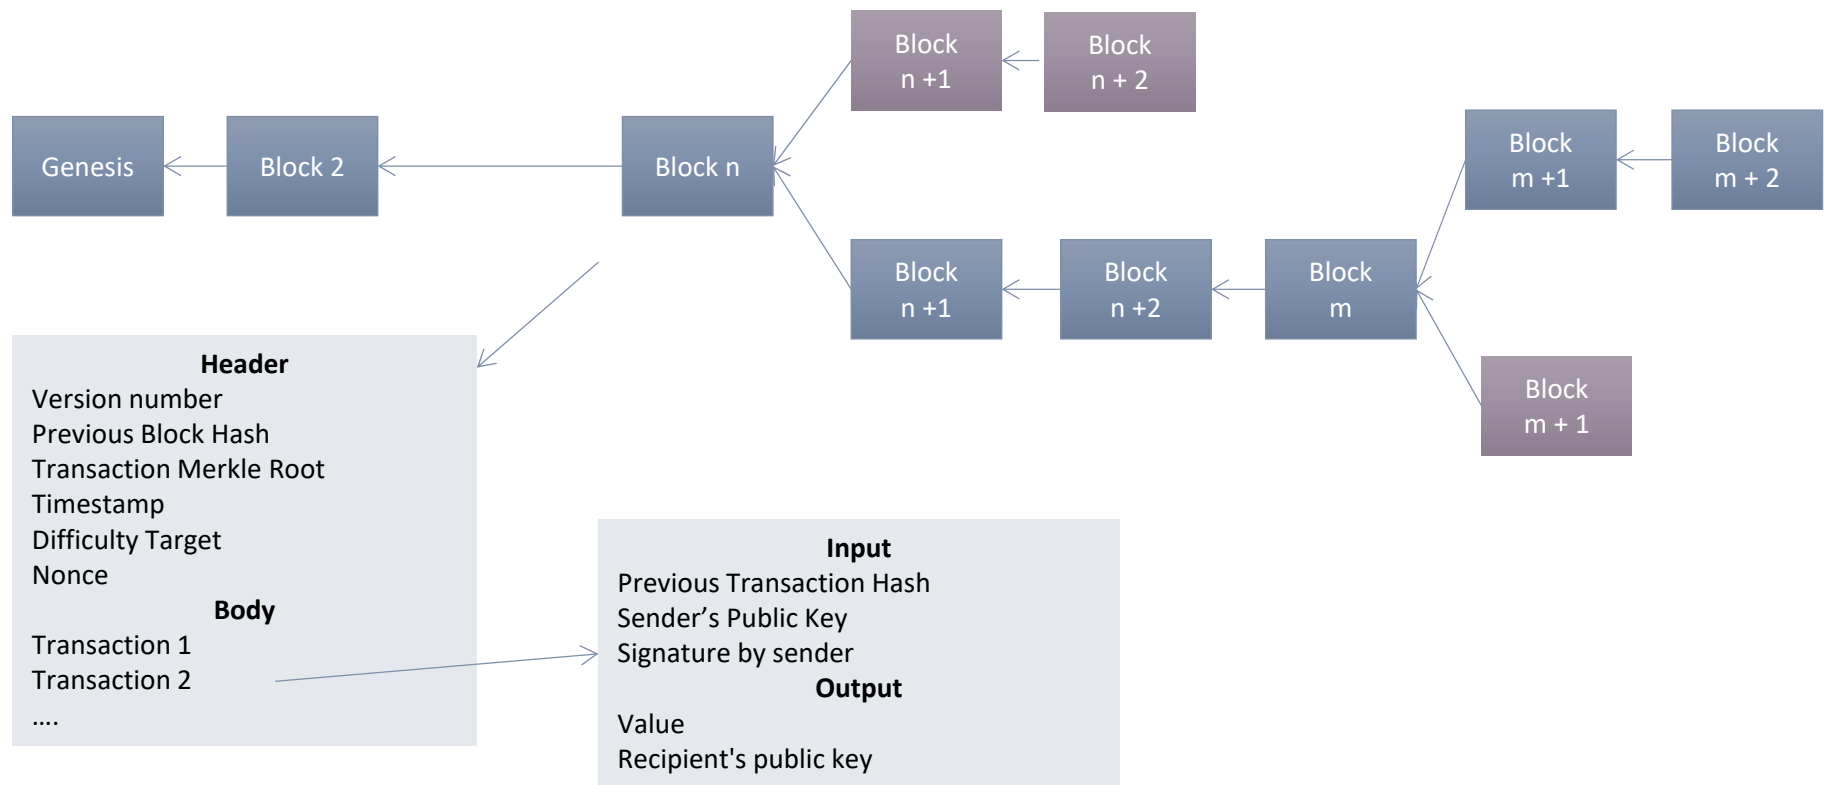 Block
n +1
Block
n + 2
Genesis
Block 2
Block n
Block
m +1
Block
m + 2
Block
n +1
Block
n +2
Block
m
Block
m + 1
Header
Version number
Previous Block Hash
Transaction Merkle Root
Timestamp
Difficulty Target
Nonce
Body
Transaction 1
Transaction 2
....
Input
Previous Transaction Hash
Sender’s Public Key
Signature by sender
Output
Value
Recipient's public key